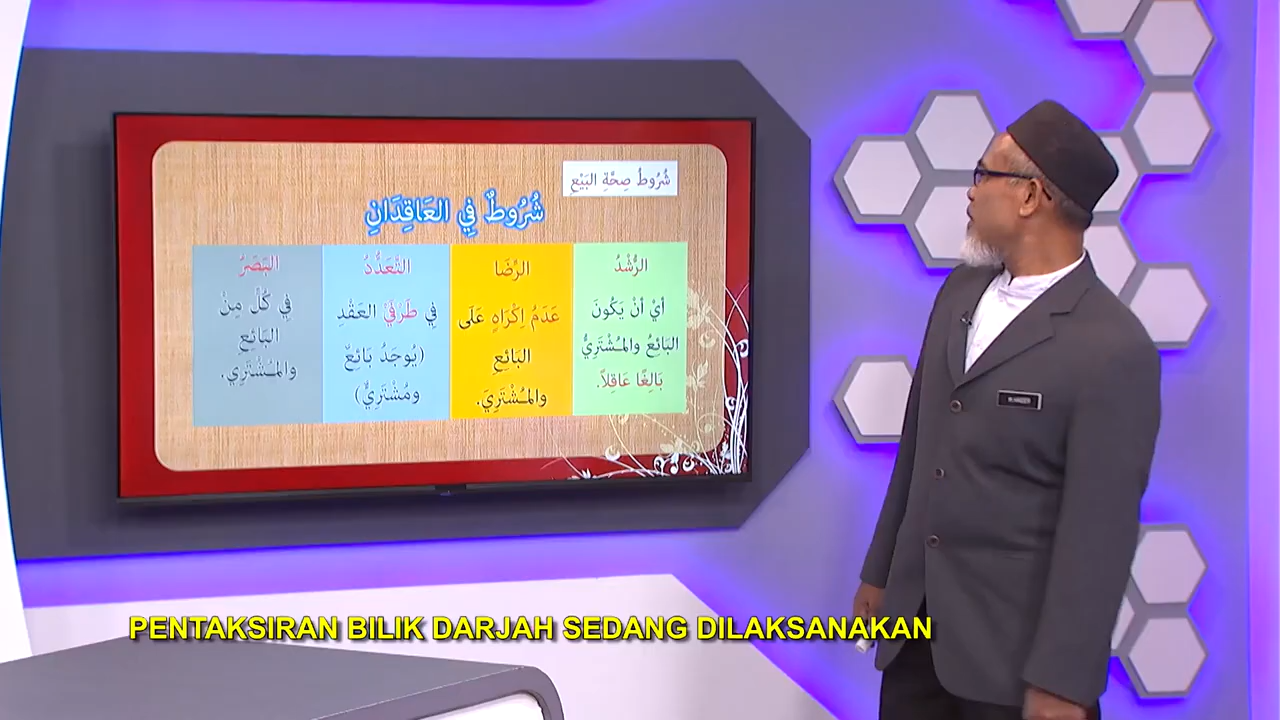 شُرُوطُ صِحَّةِ البَيْعِ
شُرُوطٌ فِي العَاقِدَانِ
الرُّشْدُ
أَيْ أَنْ يَكُونَ
البَائِعُ والمُشْتَرِيُّ
بَالِغًا عَاقِلاً.
الرِّضَا
عَدَمُ اِكْرَاهٍ عَلَى
البَائِعِ
والمُشْتَرِيَ.
التَّعَدُّدُ
فِي طَرْفَيْ العَقْدِ
(يُوجَدُ بَائِعٌ
ومُشْتَرِيٌّ)
البَصَرُ
فِي كُلِّ مِنْ
البَائِعِ
والمُشْتَرِي.
PENTAKSIRAN BILIK DARJAH SEDANG DILAKSANAKAN